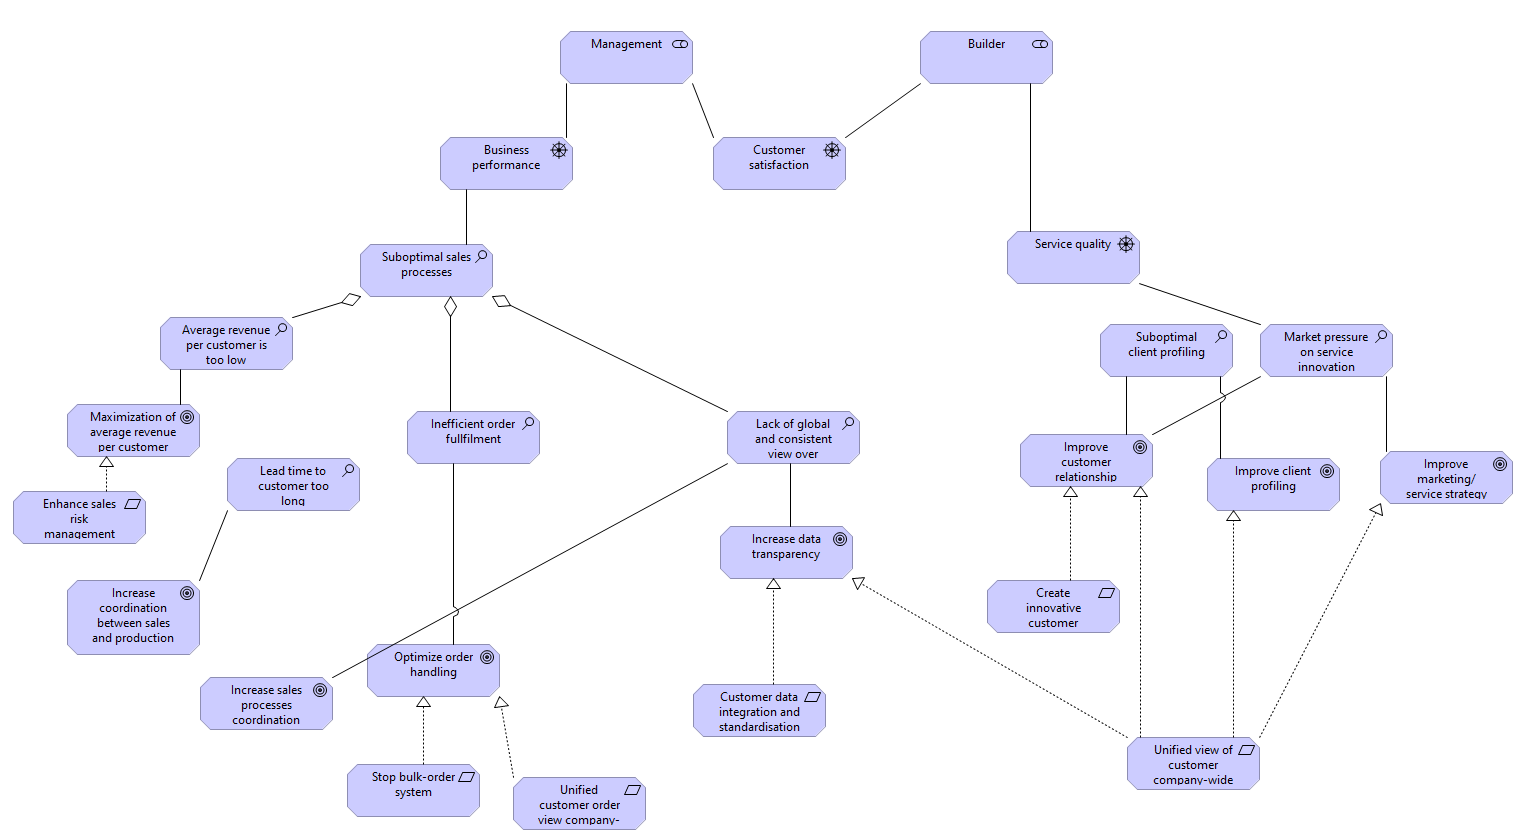 Management
Builder
Business
performance
Customer
satisfaction
Service quality
Suboptimal sales
processes
Average revenue
per customer is
too low
Suboptimal
client profiling
Market pressure
on service
innovation
Maximization of
average revenue
per customer
Inefficient order
fullfilment
Lack of global
and consistent
view over
Improve
customer
relationship
Improve client
profiling
Improve
marketing/
service strategy
Lead time to
customer too
long
Enhance sales
risk
management
Increase data
transparency
Increase
coordination
between sales
and production
Create
innovative
customer
Optimize order
handling
Increase sales
processes
coordination
Customer data
integration and
standardisation
Unified view of
customer
company-wide
Stop bulk-order
system
Unified
customer order
view company-